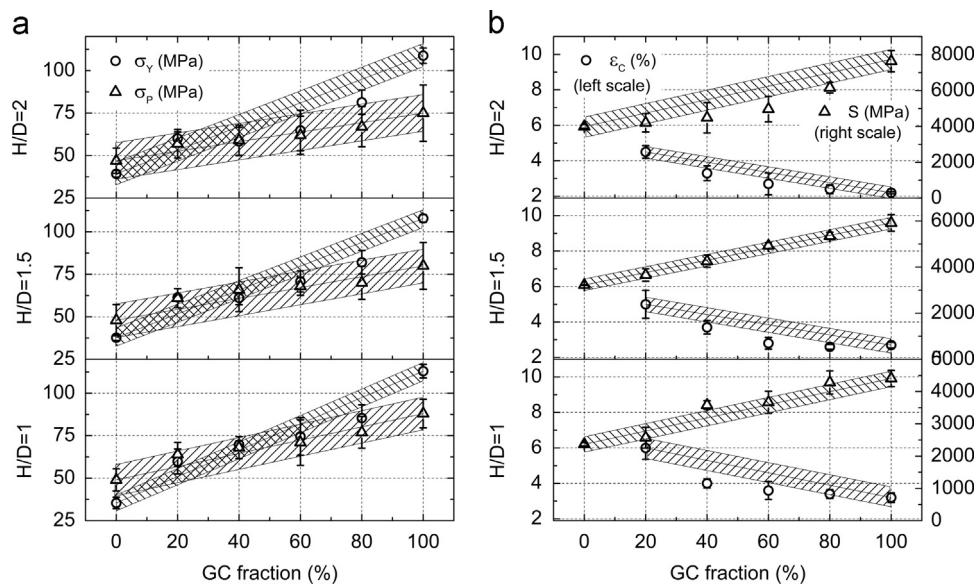 a
b
σY (MPa)
σP (MPa)
εC (%)
(left scale)
S (MPa)
(right scale)
H/D=2
100
75
50
25
H/D=2
10
8
6
4
2
8000
6000
4000
2000
0
H/D=1.5
100
75
50
25
H/D=1.5
10
8
6
4
2
6000
4000
2000
0000
H/D=1
100
75
50
25
H/D=1
10
8
6
4
2
5000
4000
3000
2000
1000
0
0 20 40 60 80 100
0 20 40 60 80 100
GC fraction (%)
GC fraction (%)